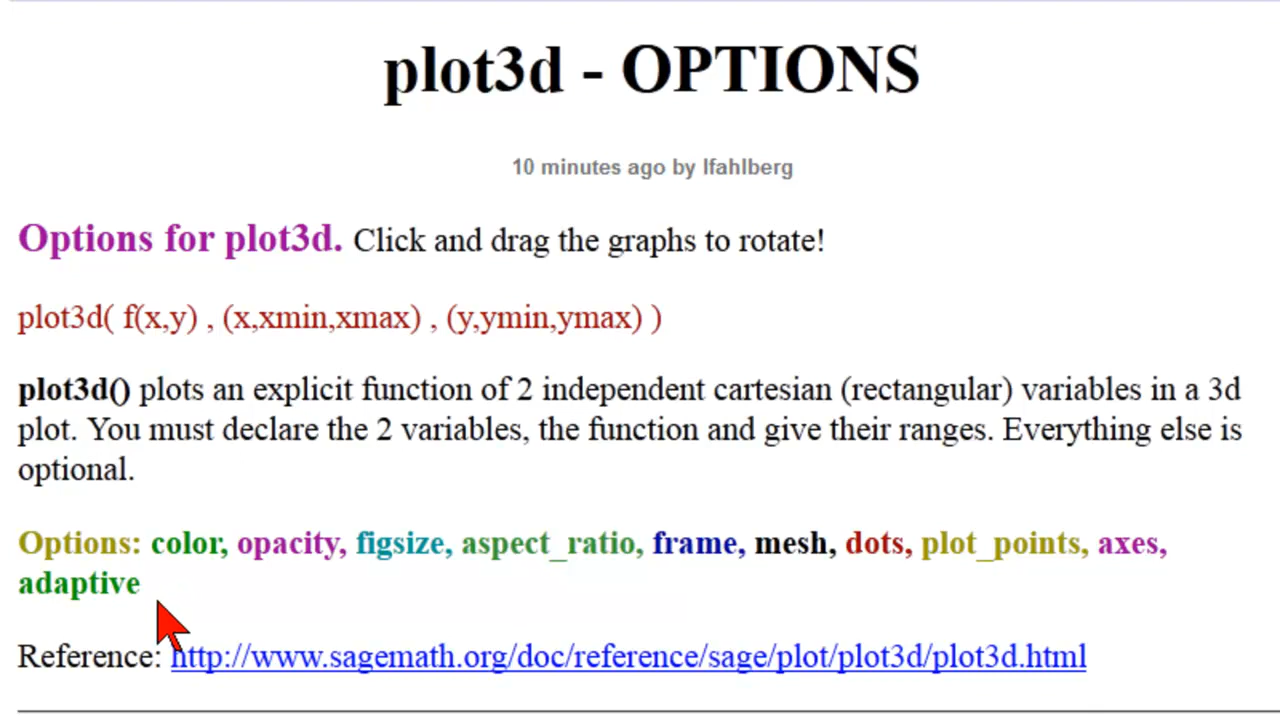 plot3d - OPTIONS
10 minutes ago by lfahlberg
Options for plot3d. Click and drag the graphs to rotate!
plot3d( f(x,y) , (x,xmin,xmax) , (y,ymin,ymax) )
plot3d() plots an explicit function of 2 independent cartesian (rectangular) variables in a 3d
plot. You must declare the 2 variables, the function and give their ranges. Everything else is
optional.
Options: color, opacity, figsize, aspect_ratio, frame, mesh, dots, plot_points, axes,
adaptive
Reference: http://www.sagemath.org/doc/reference/sage/plot/plot3d/plot3d.html